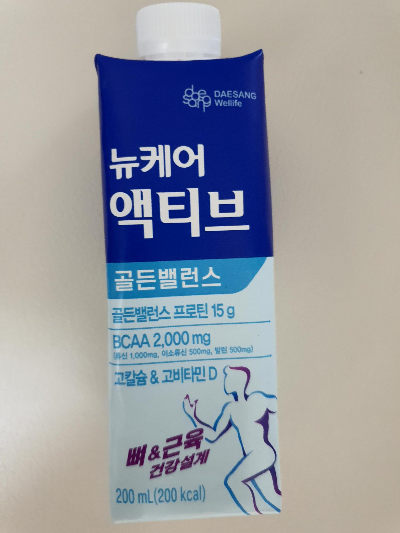 DAESANG
Wellife
뉴케어
액티브
골든밸런스
골든밸런스 프로틴 15 g
BCAA 2,000 mg
(류신 1,000mg, 이소류신 500mg, 발린 500mg)
고칼슘 & 고비타민 D
뼈&근육
건강설계
200 mL(200 kcal)